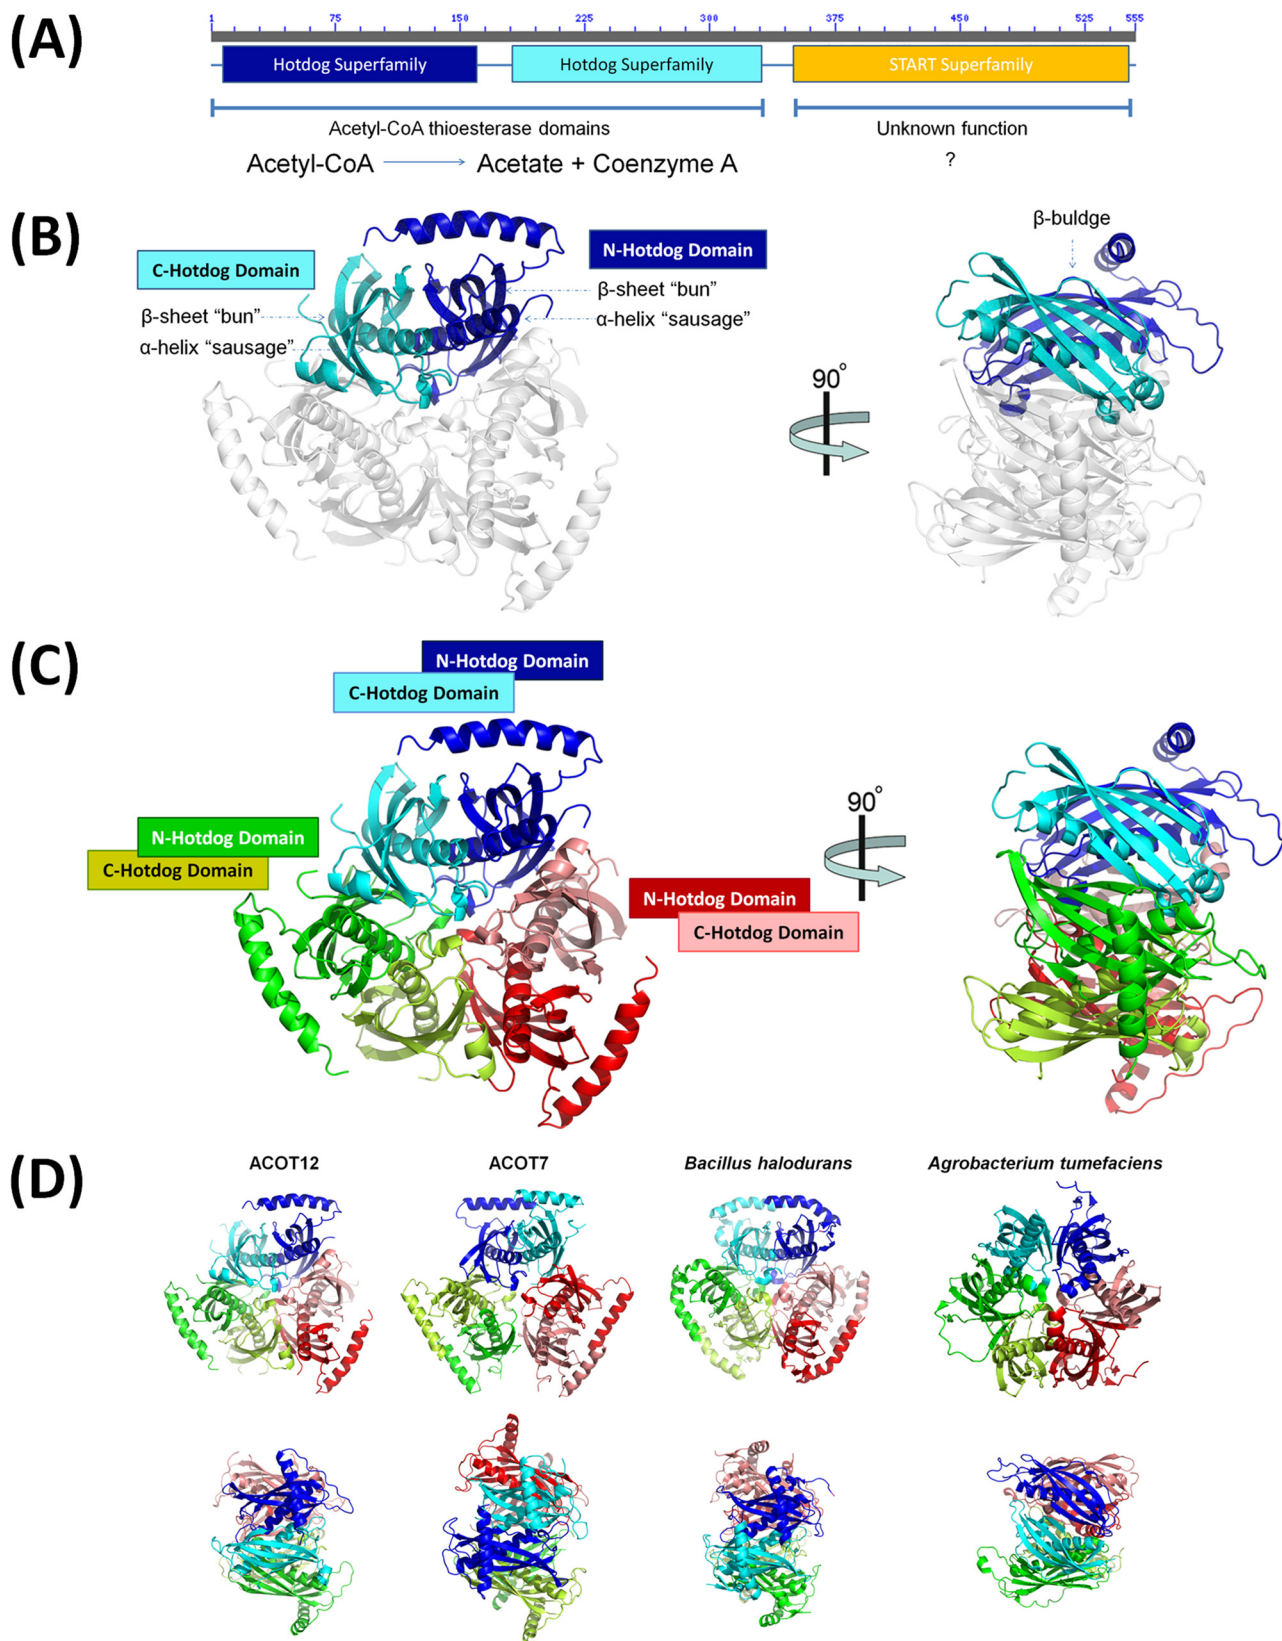 (A)
1 75 150 225 300 375 450 525 555
Hotdog Superfamily Hotdog Superfamily START Superfamily
Acetyl-CoA thioesterase domains Unknown function
Acetyl-CoA → Acetate + Coenzyme A ?
(B)
β-buldge
C-Hotdog Domain N-Hotdog Domain
β-sheet “bun” β-sheet “bun”
α-helix “sausage” α-helix “sausage”
90°
(C)
N-Hotdog Domain
C-Hotdog Domain
90°
N-Hotdog Domain
C-Hotdog Domain
N-Hotdog Domain
C-Hotdog Domain
(D)
ACOT12 ACOT7 Bacillus halodurans Agrobacterium tumefaciens